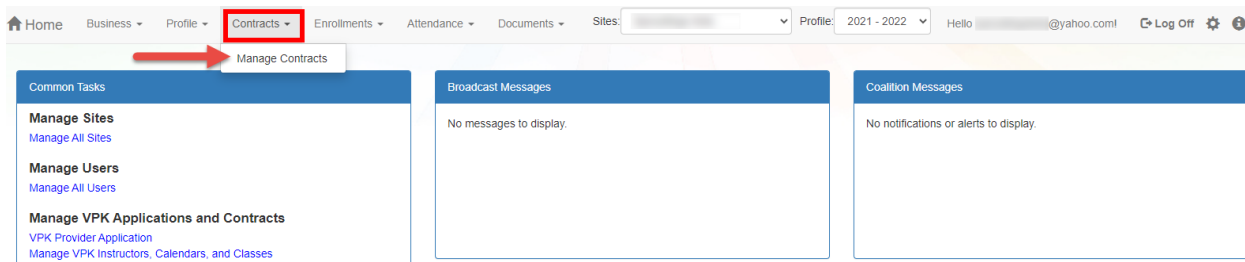 Home Business Profile Contracts Enrollments Attendance Documents Sites: Profile: 2021 - 2022 Hello @yahoo.com! Log Off
Manage Contracts
Common Tasks
Manage Sites
Manage All Sites
Manage Users
Manage All Users
Manage VPK Applications and Contracts
VPK Provider Application
Manage VPK Instructors, Calendars, and Classes
Broadcast Messages
No messages to display.
Coalition Messages
No notifications or alerts to display.